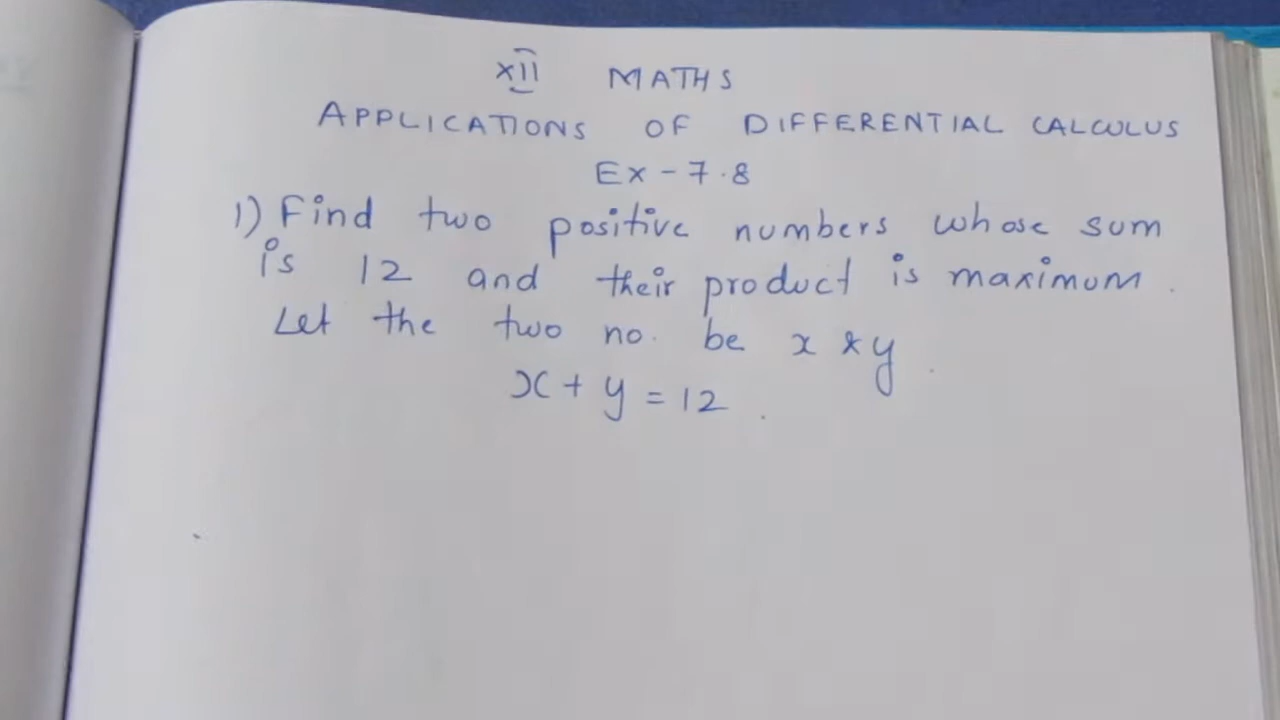 XII MATHS
APPLICATIONS OF DIFFERENTIAL CALCULUS
Ex - 7.8
1) Find two positive numbers whose sum
is 12 and their product is maximum.
Let the two no. be x & y.
x + y = 12.